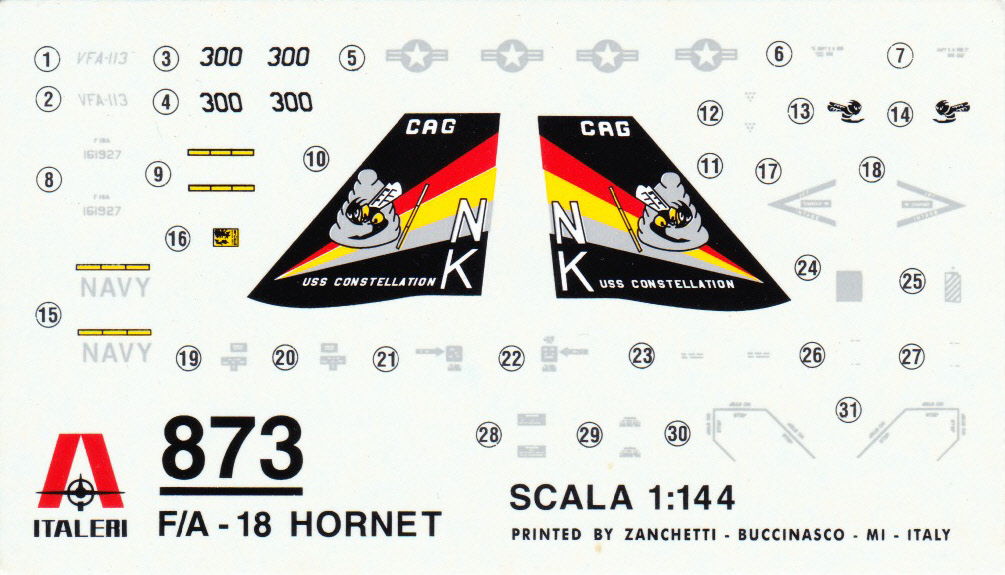 1 VFA-113 3 300 300 5 6 7
2 VFA-113 4 300 300 12 13 14
CAG CAG
F 18A
161927
8 9 10 11 17 18
F 18A
161927
N N
16
24 25
NAVY
K USS CONSTELLATION
USS CONSTELLATION K
15
NAVY
19 20 21 22 23 26 27
28 29 30 31
873
ITALERI
F/A - 18 HORNET
SCALA 1:144
PRINTED BY ZANCHETTI - BUCCINASCO - MI - ITALY